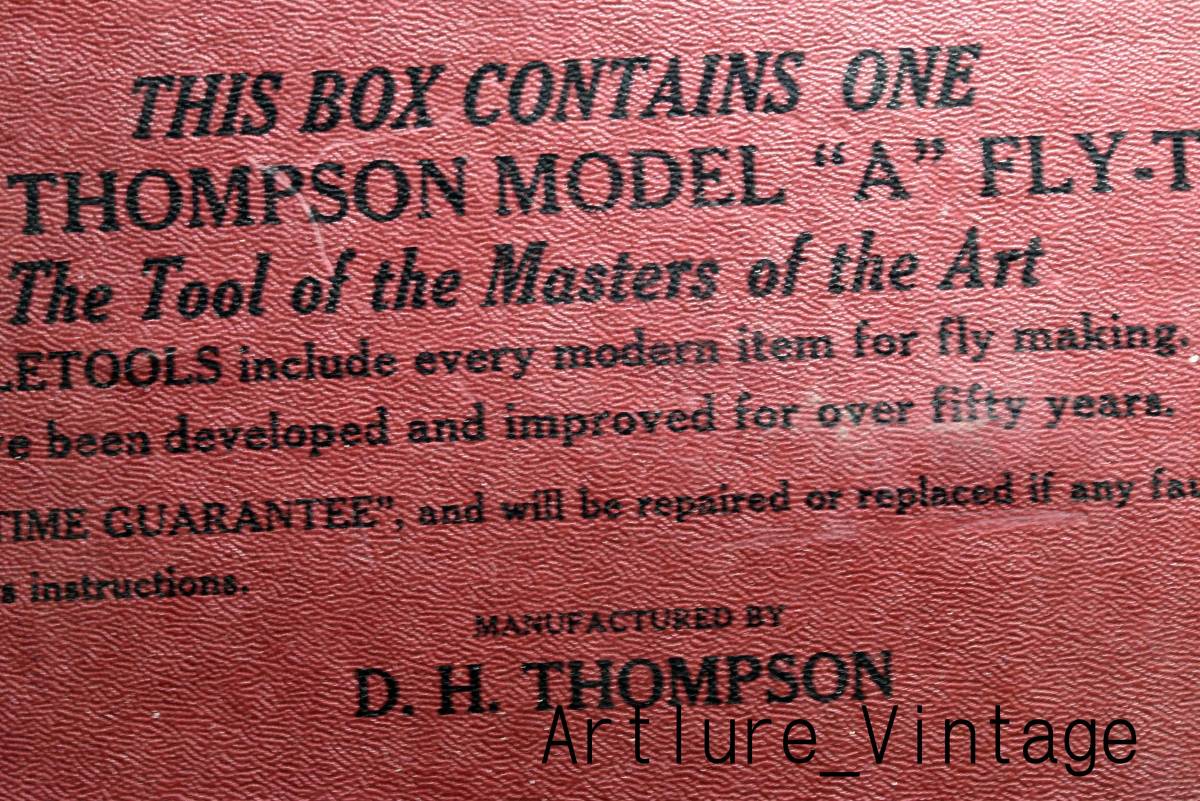 THIS BOX CONTAINS ONE
THOMPSON MODEL “A” FLY-T
The Tool of the Masters of the Art
LETOOLS include every modern item for fly making.
ve been developed and improved for over fifty years.
TIME GUARANTEE”, and will be repaired or replaced if any fau
s instructions.
MANUFACTURED BY
D. H. THOMPSON
Artlure_Vintage